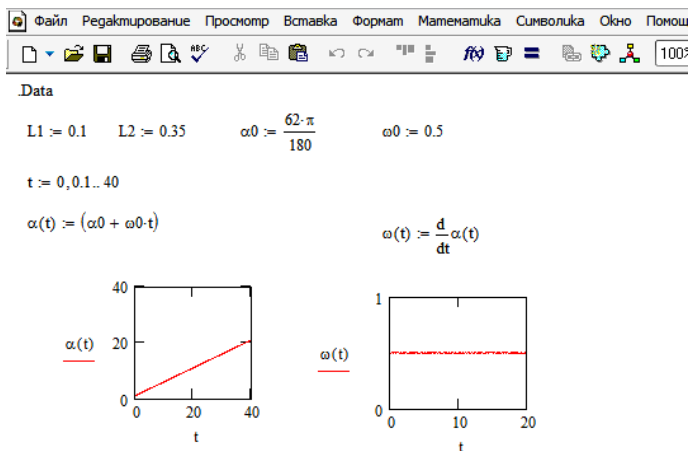 Файл Редактирование Просмотр Вставка Формат Математика Символика Окно Помощ
ABC f(x) 100%
.Data
L1 := 0.1 L2 := 0.35 α0 := 62·π/180 ω0 := 0.5
t := 0, 0.1.. 40
α(t) := (α0 + ω0·t) ω(t) := d/dt α(t)
40
α(t) 20
0
0 20 40
t
1
ω(t)
0
0 10 20
t